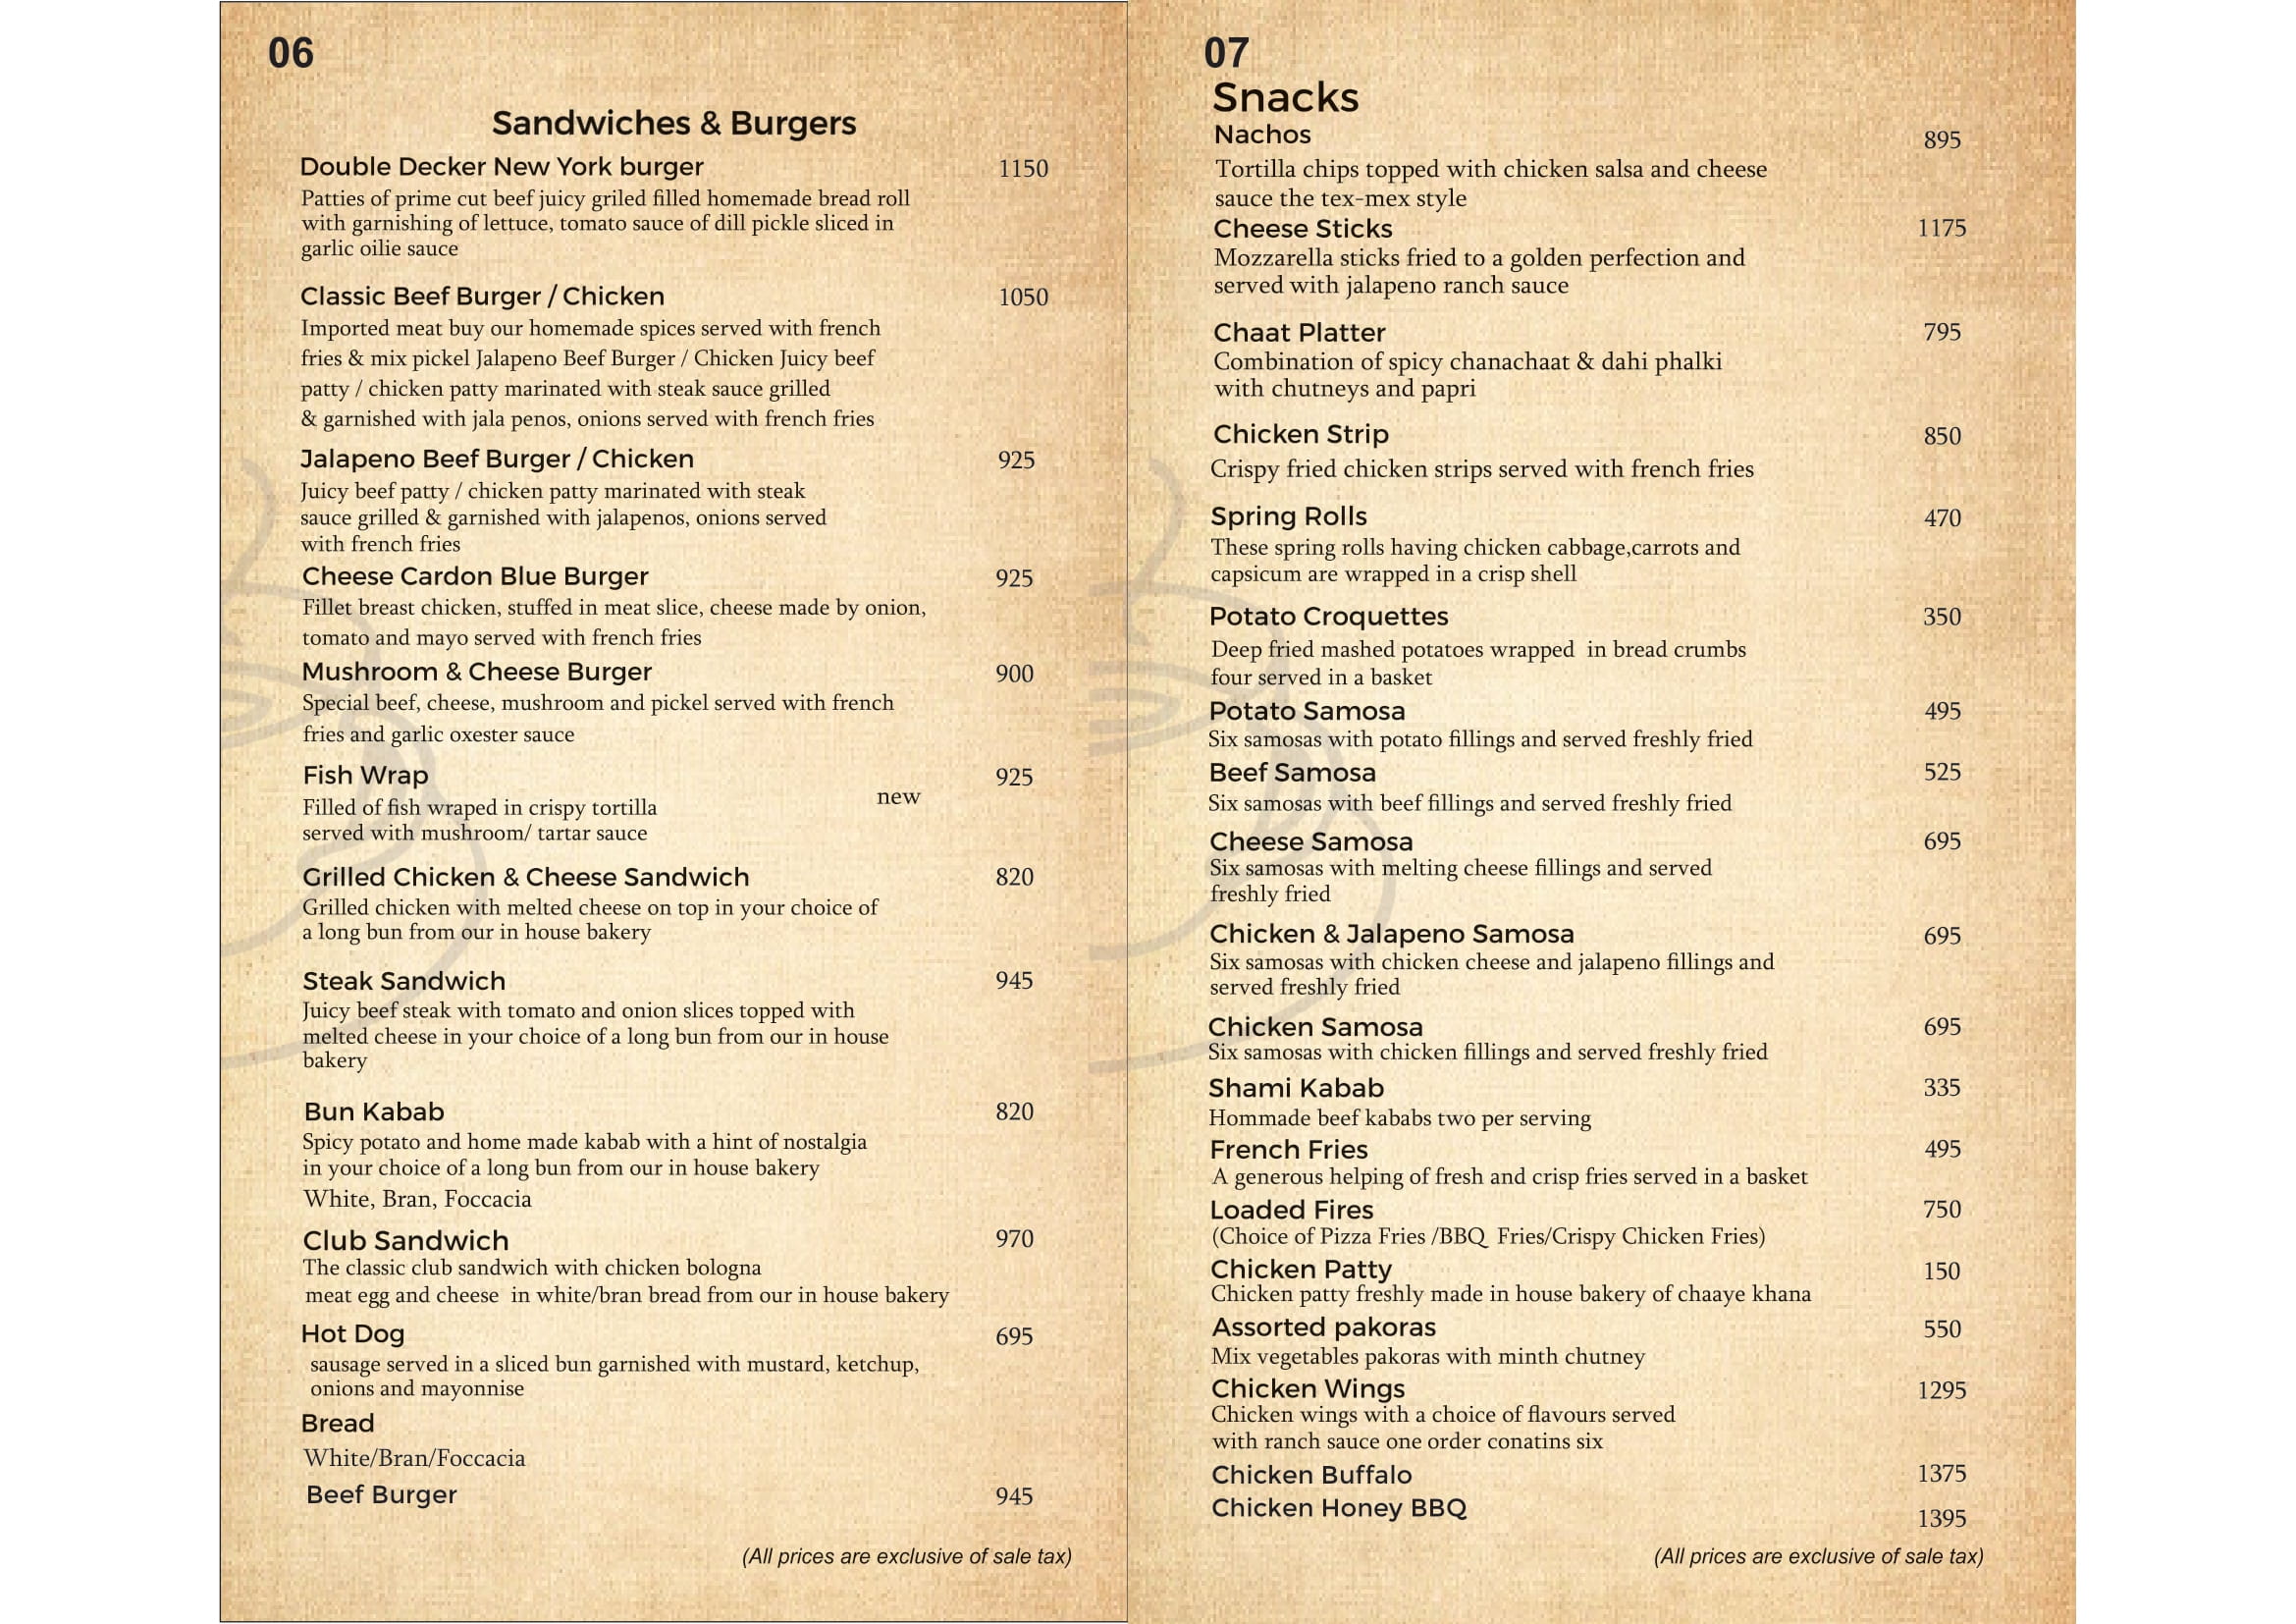 06
Sandwiches & Burgers
Double Decker New York burger 1150
Patties of prime cut beef juicy griled filled homemade bread roll
with garnishing of lettuce, tomato sauce of dill pickle sliced in
garlic oilie sauce
Classic Beef Burger / Chicken 1050
Imported meat buy our homemade spices served with french
fries & mix pickel Jalapeno Beef Burger / Chicken Juicy beef
patty / chicken patty marinated with steak sauce grilled
& garnished with jala penos, onions served with french fries
Jalapeno Beef Burger / Chicken 925
Juicy beef patty / chicken patty marinated with steak
sauce grilled & garnished with jalapenos, onions served
with french fries
Cheese Cardon Blue Burger 925
Fillet breast chicken, stuffed in meat slice, cheese made by onion,
tomato and mayo served with french fries
Mushroom & Cheese Burger 900
Special beef, cheese, mushroom and pickel served with french
fries and garlic oxester sauce
Fish Wrap 925
new
Filled of fish wraped in crispy tortilla
served with mushroom/ tartar sauce
Grilled Chicken & Cheese Sandwich 820
Grilled chicken with melted cheese on top in your choice of
a long bun from our in house bakery
Steak Sandwich 945
Juicy beef steak with tomato and onion slices topped with
melted cheese in your choice of a long bun from our in house
bakery
Bun Kabab 820
Spicy potato and home made kabab with a hint of nostalgia
in your choice of a long bun from our in house bakery
White, Bran, Foccacia
Club Sandwich 970
The classic club sandwich with chicken bologna
meat egg and cheese in white/bran bread from our in house bakery
Hot Dog 695
sausage served in a sliced bun garnished with mustard, ketchup,
onions and mayonnise
Bread
White/Bran/Foccacia
Beef Burger 945
(All prices are exclusive of sale tax)
07
Snacks
Nachos 895
Tortilla chips topped with chicken salsa and cheese
sauce the tex-mex style
Cheese Sticks 1175
Mozzarella sticks fried to a golden perfection and
served with jalapeno ranch sauce
Chaat Platter 795
Combination of spicy chanachaat & dahi phalki
with chutneys and papri
Chicken Strip 850
Crispy fried chicken strips served with french fries
Spring Rolls 470
These spring rolls having chicken cabbage,carrots and
capsicum are wrapped in a crisp shell
Potato Croquettes 350
Deep fried mashed potatoes wrapped in bread crumbs
four served in a basket
Potato Samosa 495
Six samosas with potato fillings and served freshly fried
Beef Samosa 525
Six samosas with beef fillings and served freshly fried
Cheese Samosa 695
Six samosas with melting cheese fillings and served
freshly fried
Chicken & Jalapeno Samosa 695
Six samosas with chicken cheese and jalapeno fillings and
served freshly fried
Chicken Samosa 695
Six samosas with chicken fillings and served freshly fried
Shami Kabab 335
Hommade beef kababs two per serving
French Fries 495
A generous helping of fresh and crisp fries served in a basket
Loaded Fires 750
(Choice of Pizza Fries /BBQ Fries/Crispy Chicken Fries)
Chicken Patty 150
Chicken patty freshly made in house bakery of chaaye khana
Assorted pakoras 550
Mix vegetables pakoras with minth chutney
Chicken Wings 1295
Chicken wings with a choice of flavours served
with ranch sauce one order conatins six
Chicken Buffalo 1375
Chicken Honey BBQ 1395
(All prices are exclusive of sale tax)